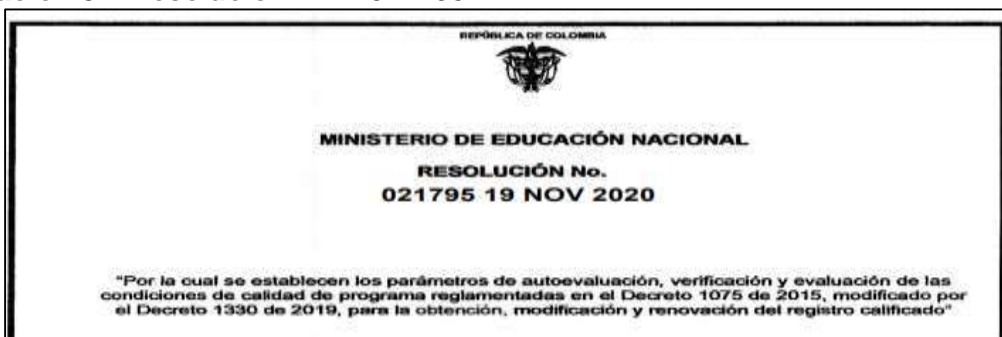 REPÚBLICA DE COLOMBIA
MINISTERIO DE EDUCACIÓN NACIONAL
RESOLUCIÓN No.
021795 19 NOV 2020
"Por la cual se establecen los parámetros de autoevaluación, verificación y evaluación de las
condiciones de calidad de programa reglamentadas en el Decreto 1075 de 2015, modificado por
el Decreto 1330 de 2019, para la obtención, modificación y renovación del registro calificado"